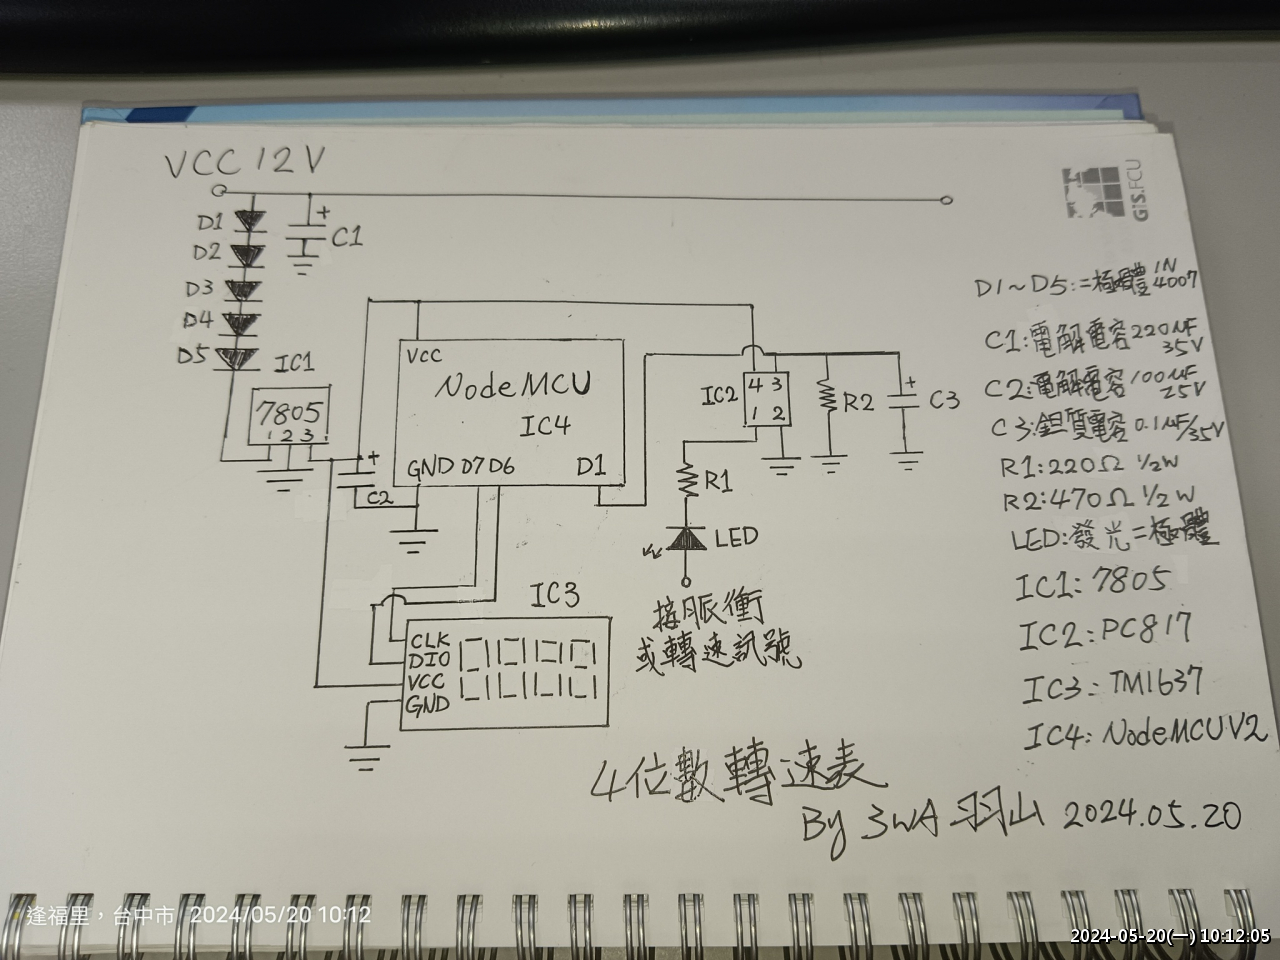 VCC 12V
GIS.FCU
D1
D2
D3
D4
D5
+
C1
IC1
7805
1 2 3
+
C2
VCC
NodeMCU
IC4
GND D7 D6 D1
IC2
4 3
1 2
R2
+
C3
R1
LED
接脈衝
或轉速訊號
IC3
CLK
DIO
VCC
GND
D1~D5:二極體 1N4007
C1:電解電容 220μF 35V
C2:電解電容 100μF 25V
C3:鉭質電容 0.1μF/35V
R1:220Ω 1/2W
R2:470Ω 1/2W
LED:發光二極體
IC1:7805
IC2:PC817
IC3:TM1637
IC4:NodeMCUV2
4位數轉速表
By 3WA 羽山 2024.05.20
逢福里,台中市 2024/05/20 10:12
2024-05-20(一) 10:12:05